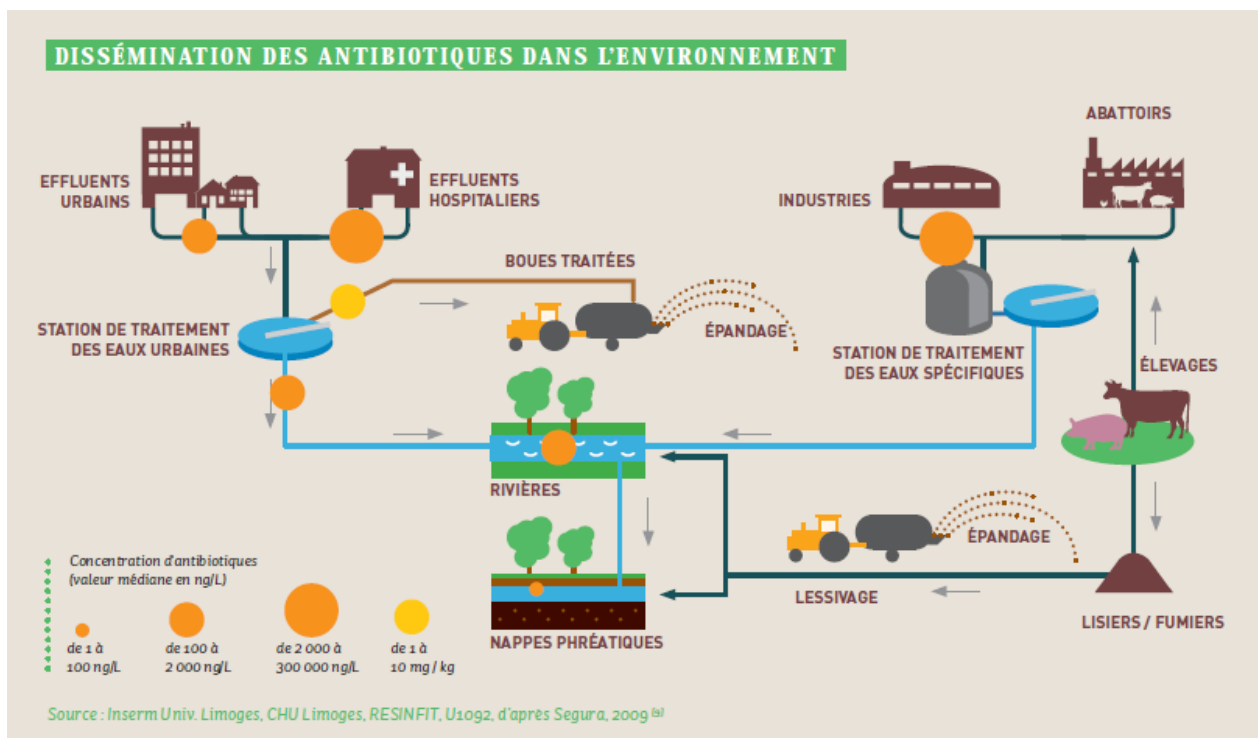 DISSÉMINATION DES ANTIBIOTIQUES DANS L'ENVIRONNEMENT
ABATTOIRS
EFFLUENTS
URBAINS
EFFLUENTS
HOSPITALIERS
INDUSTRIES
BOUES TRAITÉES
ÉPANDAGE
STATION DE TRAITEMENT
DES EAUX URBAINES
STATION DE TRAITEMENT
DES EAUX SPÉCIFIQUES
ÉLEVAGES
RIVIÈRES
ÉPANDAGE
LESSIVAGE
NAPPES PHRÉATIQUES
LISIERS / FUMIERS
Concentration d'antibiotiques
(valeur médiane en ng/L)
de 1 à
100 ng/L
de 100 à
2 000 ng/L
de 2 000 à
300 000 ng/L
de 1 à
10 mg / kg
Source : Inserm Univ. Limoges, CHU Limoges, RESINFIT, U1092, d'après Segura, 2009